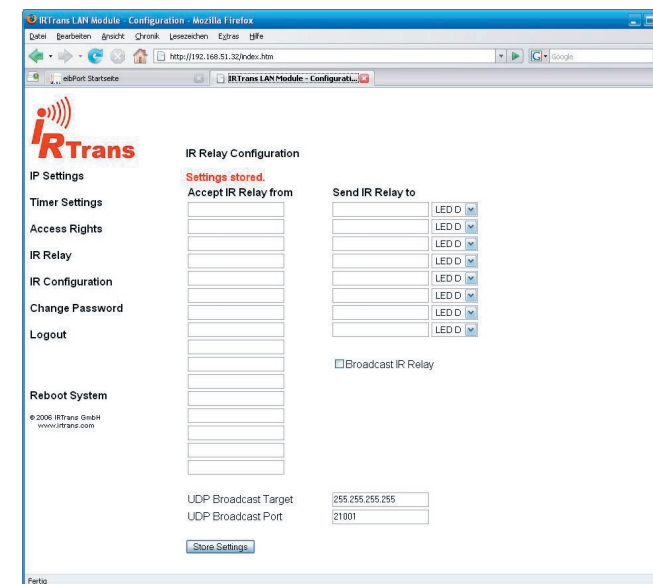 IRTrans LAN Module - Configuration - Mozilla Firefox
Datei Bearbeiten Ansicht Chronik Lesezeichen Extras Hilfe
http://192.168.51.32/index.htm
G Google
eibPort Startseite
IRTrans LAN Module - Configurati...
IRTrans
IR Relay Configuration
IP Settings
Timer Settings
Access Rights
IR Relay
IR Configuration
Change Password
Logout
Reboot System
© 2006 IRTrans GmbH
www.irtrans.com
Settings stored.
Accept IR Relay from Send IR Relay to
LED D
LED D
LED D
LED D
LED D
LED D
LED D
LED D
Broadcast IR Relay
UDP Broadcast Target 255.255.255.255
UDP Broadcast Port 21001
Store Settings
Fertig